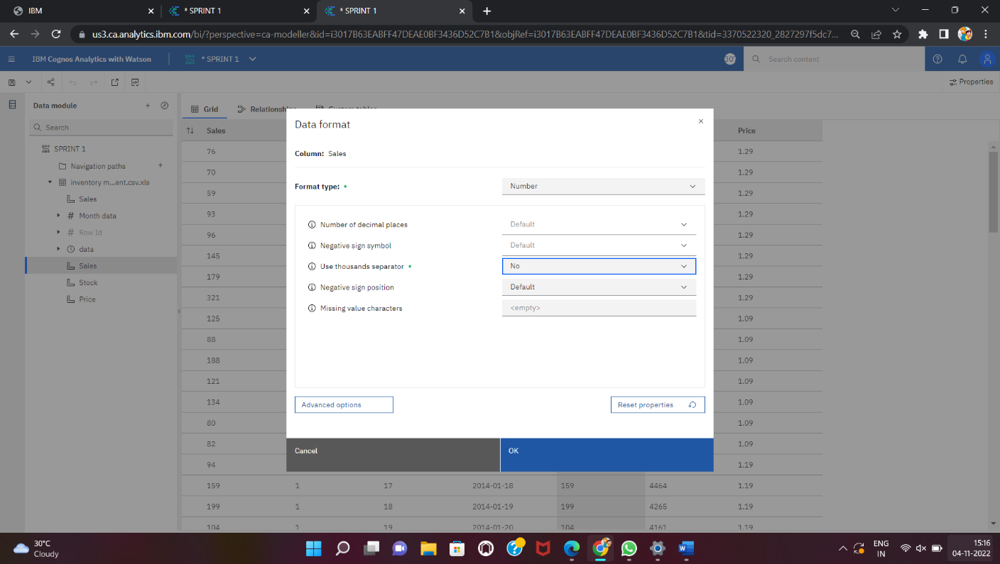 IBM
* SPRINT 1
* SPRINT 1
us3.ca.analytics.ibm.com/bi/?perspective=ca-modeller&id=i3017B63EABFF47DEAE0BF3436D52C7B1&objRef=i3017B63EABFF47DEAE0BF3436D52C7B1&tid=3370522320_2827297f5dc7...
IBM Cognos Analytics with Watson
* SPRINT 1
30'
Search content
Properties
Data module
Search
SPRINT 1
Navigation paths
inventory m...ent.csv.xls
Sales
Month data
Row Id
data
Sales
Stock
Price
Grid
Relationships
Custom tables
Sales
Price
76 1.29
70 1.29
59 1.29
93 1.29
96 1.29
145 1.29
179 1.29
321 1.29
125 1.09
88 1.09
188 1.09
121 1.09
134 1.09
80 1.09
82 1.09
94 1.19
159 1 17 2014-01-18 159 4464 1.19
199 1 18 2014-01-19 199 4265 1.19
104 1 19 2014-01-20 104 4161 1.19
Data format
Column: Sales
Format type: * Number
Number of decimal places Default
Negative sign symbol Default
Use thousands separator * No
Negative sign position Default
Missing value characters <empty>
Advanced options
Reset properties
Cancel
OK
30°C
Cloudy
ENG
IN
15:16
04-11-2022